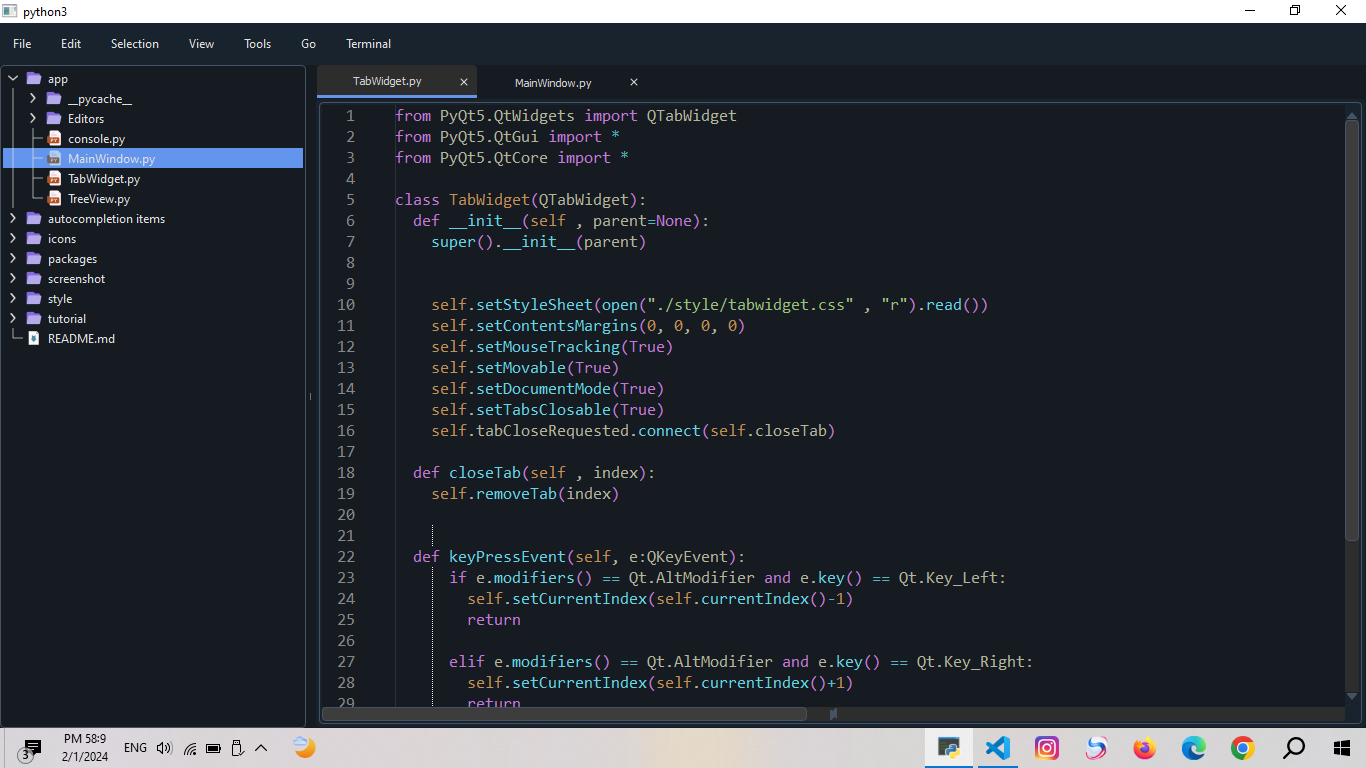 python3
File Edit Selection View Tools Go Terminal
app
__pycache__
Editors
console.py
MainWindow.py
TabWidget.py
TreeView.py
autocompletion items
icons
packages
screenshot
style
tutorial
README.md
TabWidget.py MainWindow.py
1 from PyQt5.QtWidgets import QTabWidget
2 from PyQt5.QtGui import *
3 from PyQt5.QtCore import *
4
5 class TabWidget(QTabWidget):
6 def __init__(self , parent=None):
7 super().__init__(parent)
8
9
10 self.setStyleSheet(open("./style/tabwidget.css" , "r").read())
11 self.setContentsMargins(0, 0, 0, 0)
12 self.setMouseTracking(True)
13 self.setMovable(True)
14 self.setDocumentMode(True)
15 self.setTabsClosable(True)
16 self.tabCloseRequested.connect(self.closeTab)
17
18 def closeTab(self , index):
19 self.removeTab(index)
20
21
22 def keyPressEvent(self, e:QKeyEvent):
23 if e.modifiers() == Qt.AltModifier and e.key() == Qt.Key_Left:
24 self.setCurrentIndex(self.currentIndex()-1)
25 return
26
27 elif e.modifiers() == Qt.AltModifier and e.key() == Qt.Key_Right:
28 self.setCurrentIndex(self.currentIndex()+1)
29 return
3
PM 58:9
2/1/2024
ENG